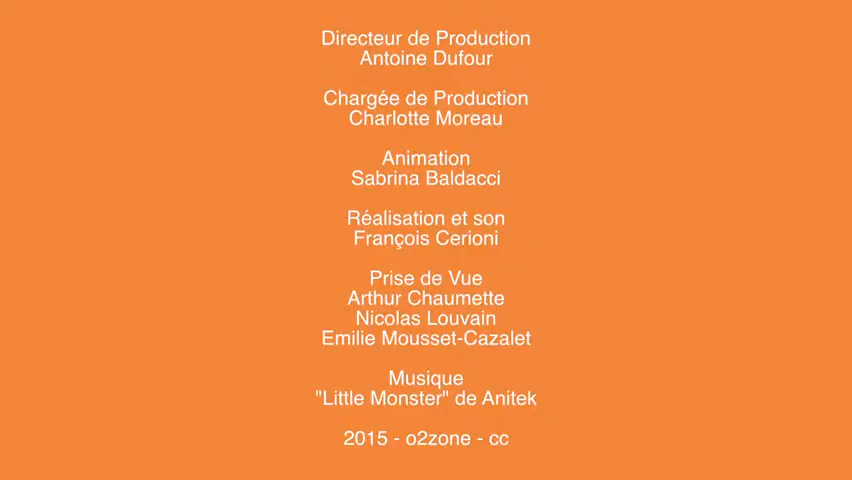 Directeur de Production
Antoine Dufour
Chargée de Production
Charlotte Moreau
Animation
Sabrina Baldacci
Réalisation et son
François Cerioni
Prise de Vue
Arthur Chaumette
Nicolas Louvain
Emilie Mousset-Cazalet
Musique
"Little Monster" de Anitek
2015 - o2zone - cc